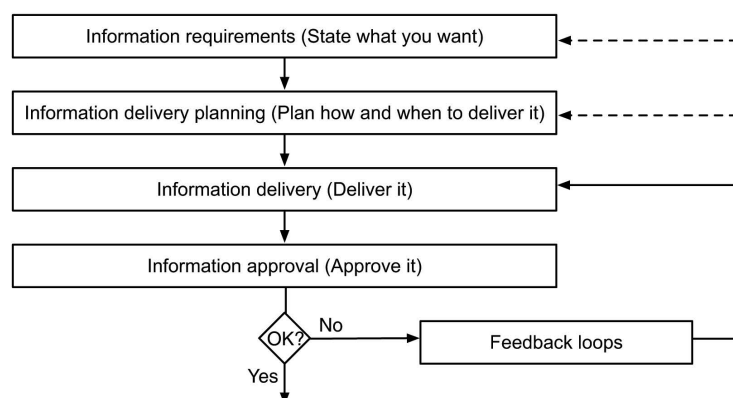 Information requirements (State what you want)
Information delivery planning (Plan how and when to deliver it)
Information delivery (Deliver it)
Information approval (Approve it)
OK?
No
Feedback loops
Yes